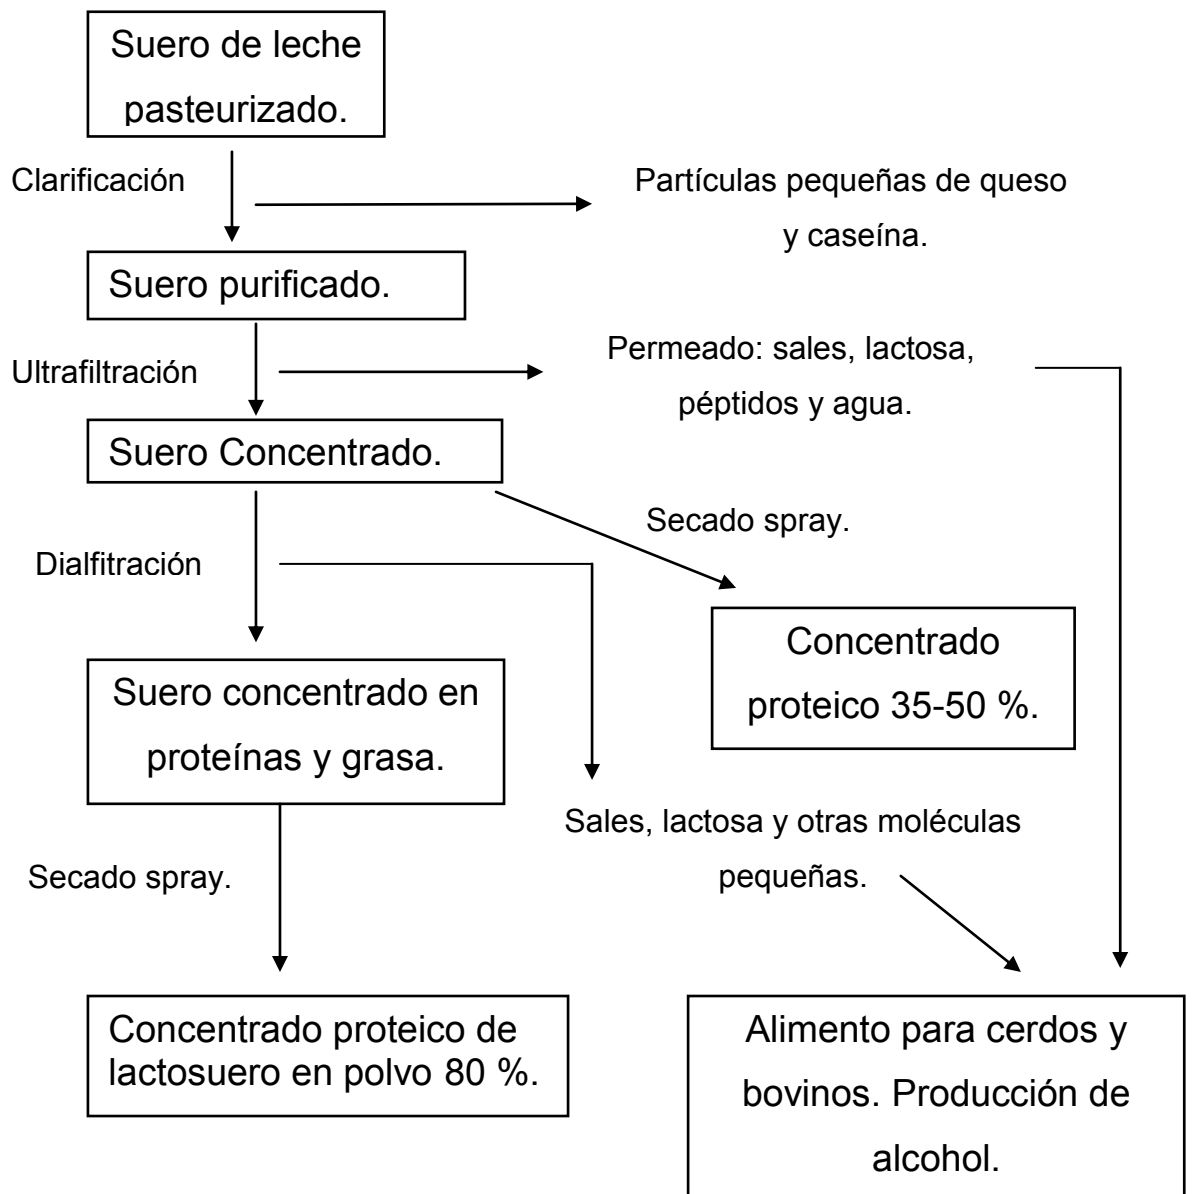 Suero de leche
pasteurizado.
Clarificación
Partículas pequeñas de queso
y caseína.
Suero purificado.
Ultrafiltración
Permeado: sales, lactosa,
péptidos y agua.
Suero Concentrado.
Secado spray.
Dialfitración
Concentrado
proteico 35-50 %.
Suero concentrado en
proteínas y grasa.
Sales, lactosa y otras moléculas
pequeñas.
Secado spray.
Concentrado proteico de
lactosuero en polvo 80 %.
Alimento para cerdos y
bovinos. Producción de
alcohol.